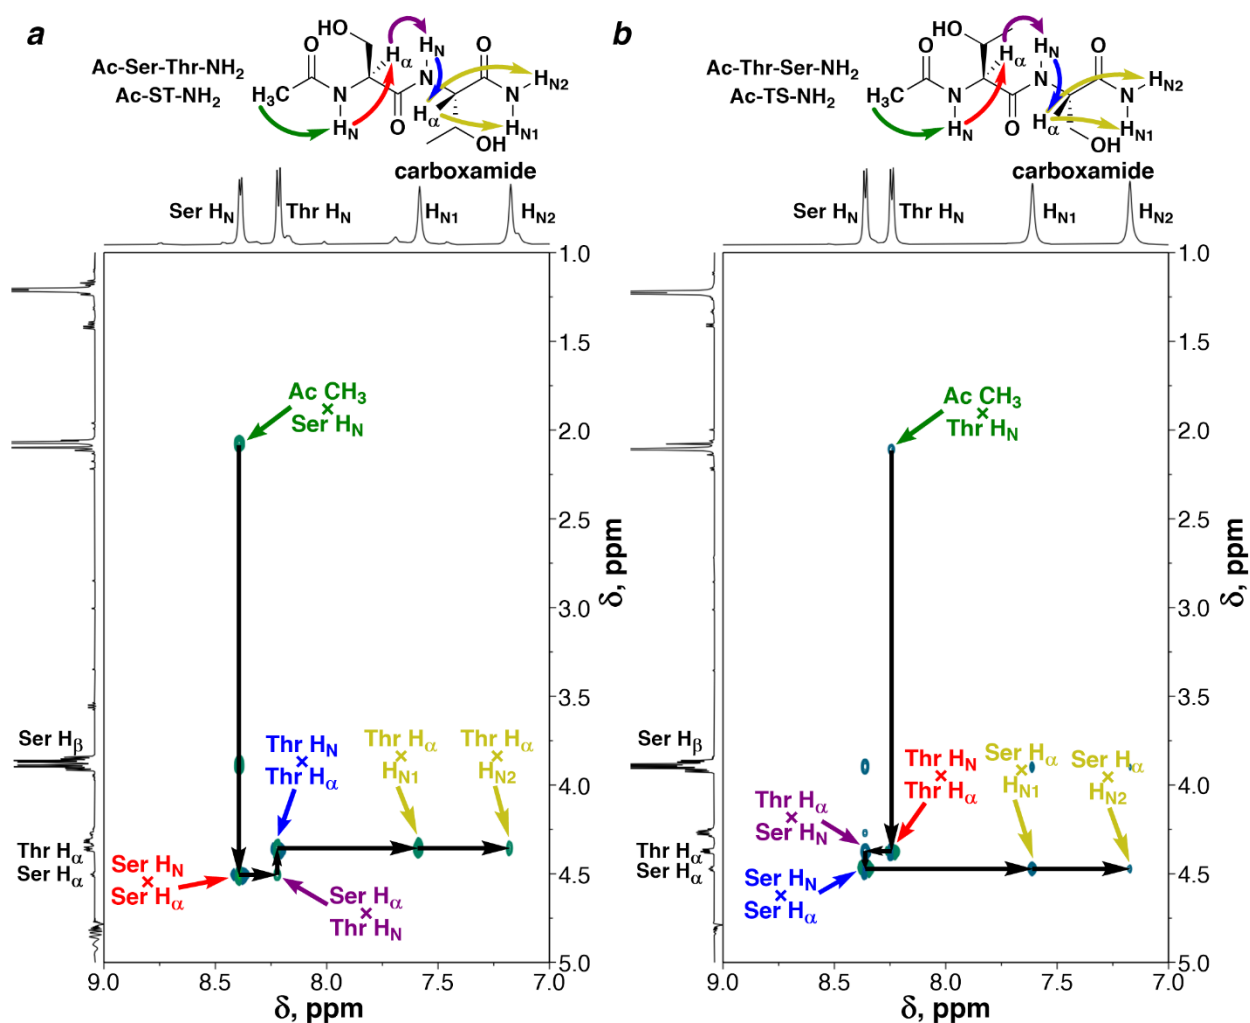 a
Ac-Ser-Thr-NH2
Ac-ST-NH2
HO
O
Hα
HN
O
H3C
N
HN
O
N
Hα
N
HN2
HN1
OH
carboxamide
Ser HN
Thr HN
HN1
HN2
Ac CH3
×
Ser HN
Ser Hβ
Thr Hα
Ser Hα
Thr HN
×
Thr Hα
Thr Hα
×
HN1
Thr Hα
×
HN2
Ser HN
×
Ser Hα
Ser Hα
×
Thr HN
1.0
1.5
2.0
2.5
3.0
3.5
4.0
4.5
5.0
δ, ppm
9.0 8.5 8.0 7.5 7.0
δ, ppm
b
Ac-Thr-Ser-NH2
Ac-TS-NH2
HO
O
Hα
HN
O
H3C
N
HN
O
N
Hα
N
HN2
HN1
OH
carboxamide
Ser HN
Thr HN
HN1
HN2
Ac CH3
×
Thr HN
Ser Hβ
Thr Hα
Ser Hα
Thr HN
×
Thr Hα
Ser Hα
×
HN1
Ser Hα
×
HN2
Thr Hα
×
Ser HN
Ser HN
×
Ser Hα
1.0
1.5
2.0
2.5
3.0
3.5
4.0
4.5
5.0
δ, ppm
9.0 8.5 8.0 7.5 7.0
δ, ppm